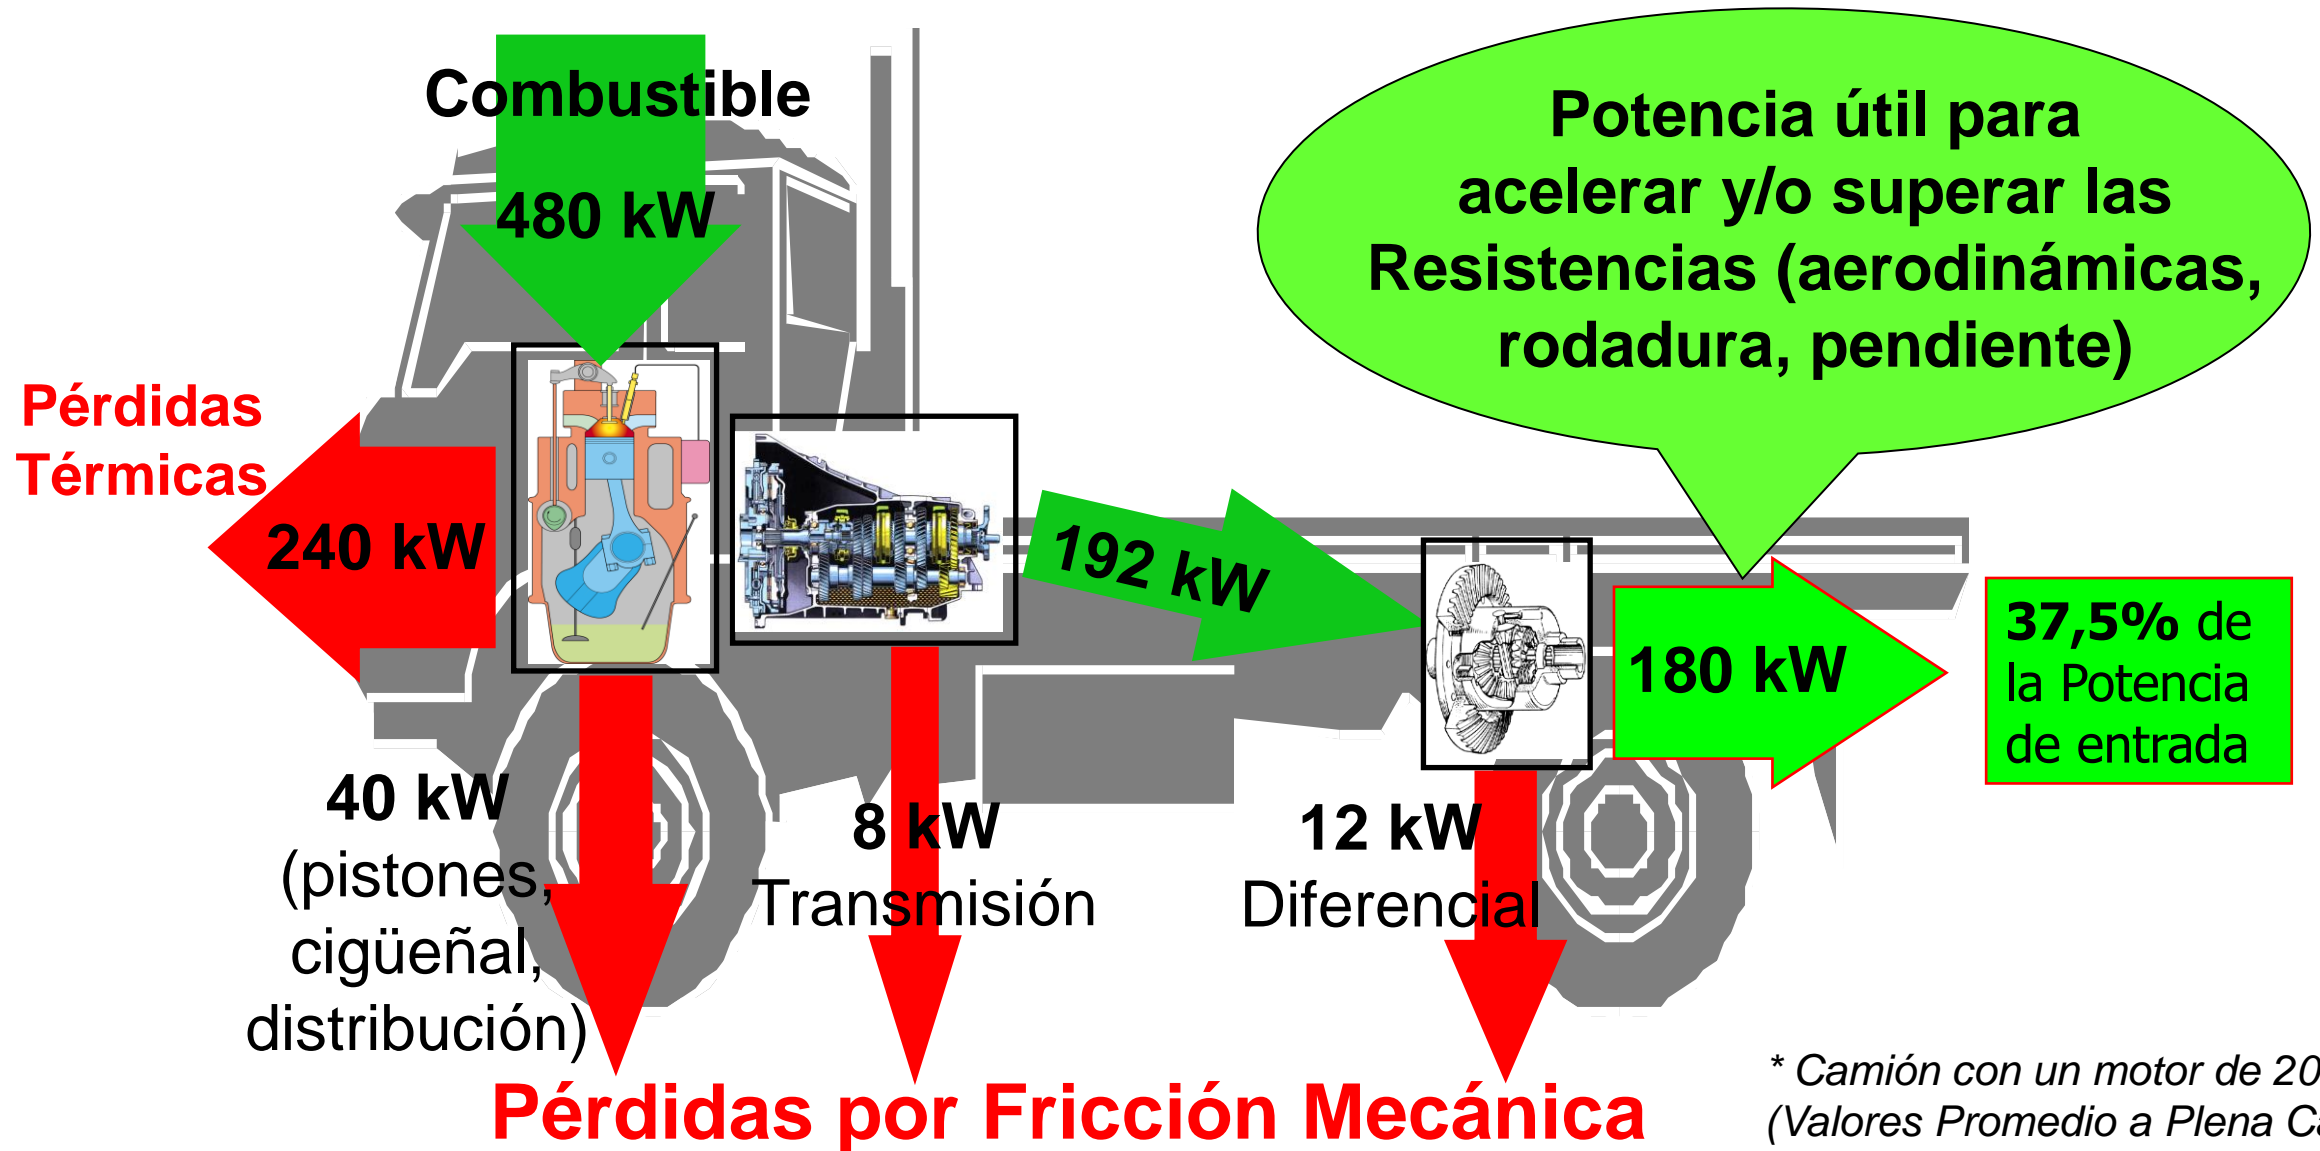 Combustible
480 kW
Potencia útil para
acelerar y/o superar las
Resistencias (aerodinámicas,
rodadura, pendiente)
Pérdidas
Térmicas
240 kW
192 kW
180 kW
37,5% de
la Potencia
de entrada
40 kW
(pistones,
cigüeñal,
distribución)
8 kW
Transmisión
12 kW
Diferencial
Pérdidas por Fricción Mecánica
* Camión con un motor de 20
(Valores Promedio a Plena